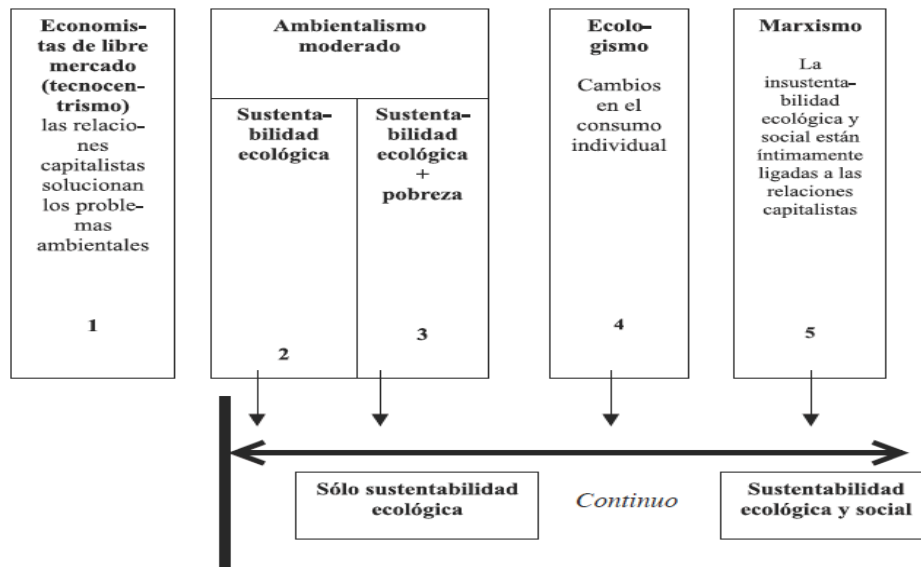 Economis-
tas de libre
mercado
(tecnocen-
trismo)
las relacio-
nes
capitalistas
solucionan
los proble-
mas
ambientales
1
Ambientalismo
moderado
Sustenta-
bilidad
ecológica
2
Sustenta-
bilidad
ecológica
+
pobreza
3
Ecolo-
gismo
Cambios
en el
consumo
individual
4
Marxismo
La
insustenta-
bilidad
ecológica y
social están
íntimamente
ligadas a las
relaciones
capitalistas
5
Sólo sustentabilidad
ecológica
Continuo
Sustentabilidad
ecológica y social